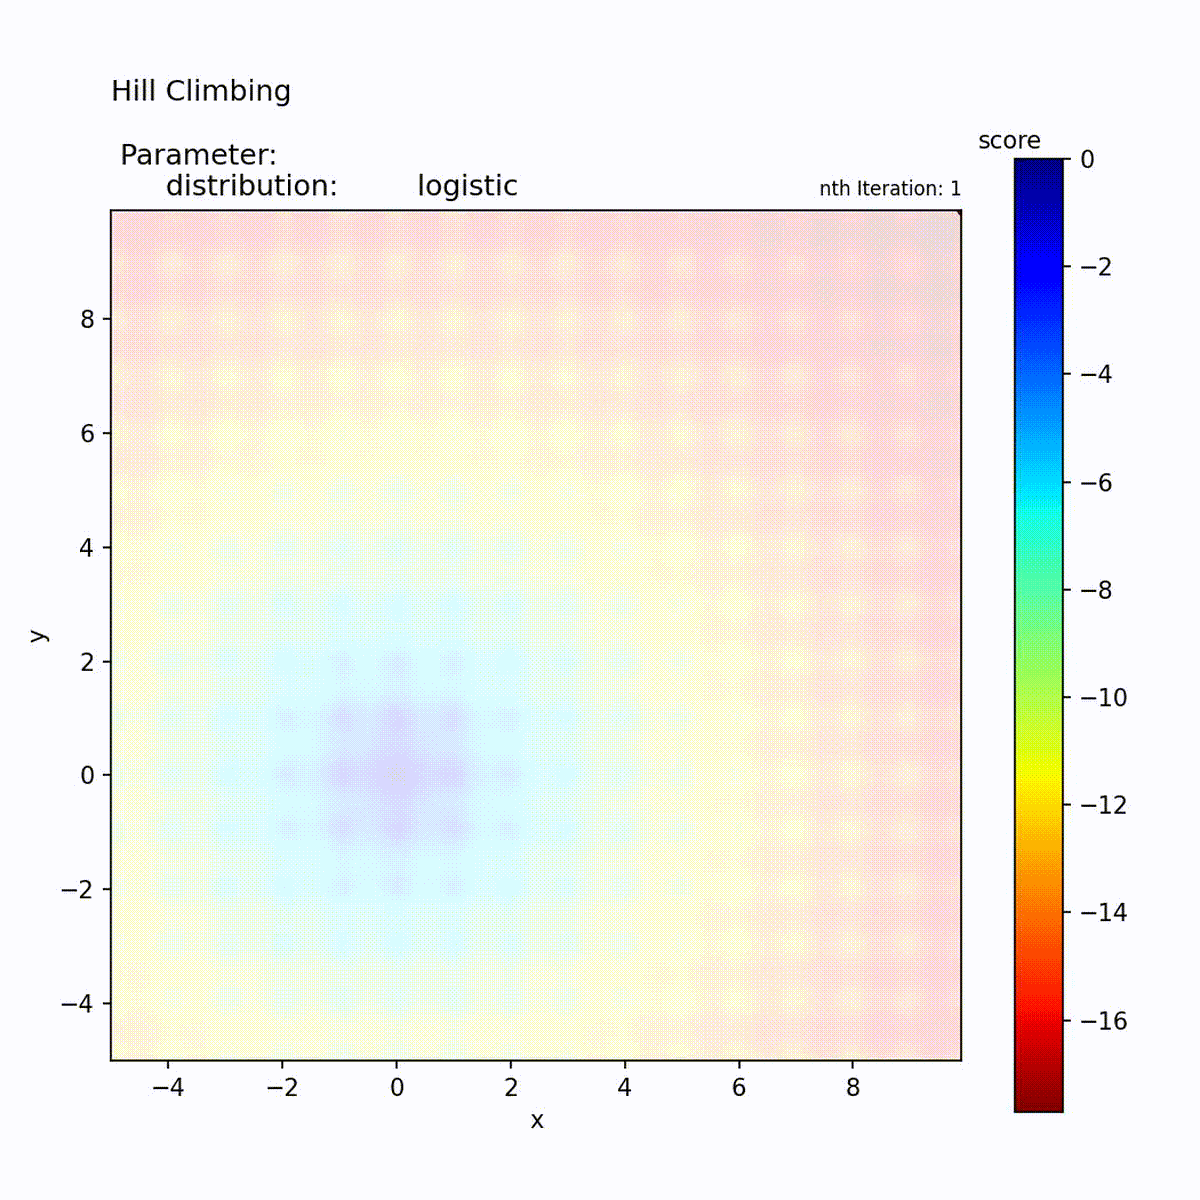 Hill Climbing
Parameter:
distribution: logistic
nth Iteration: 1
score
0
−2
−4
−6
−8
−10
−12
−14
−16
8
6
4
2
0
−2
−4
y
−4 −2 0 2 4 6 8
x